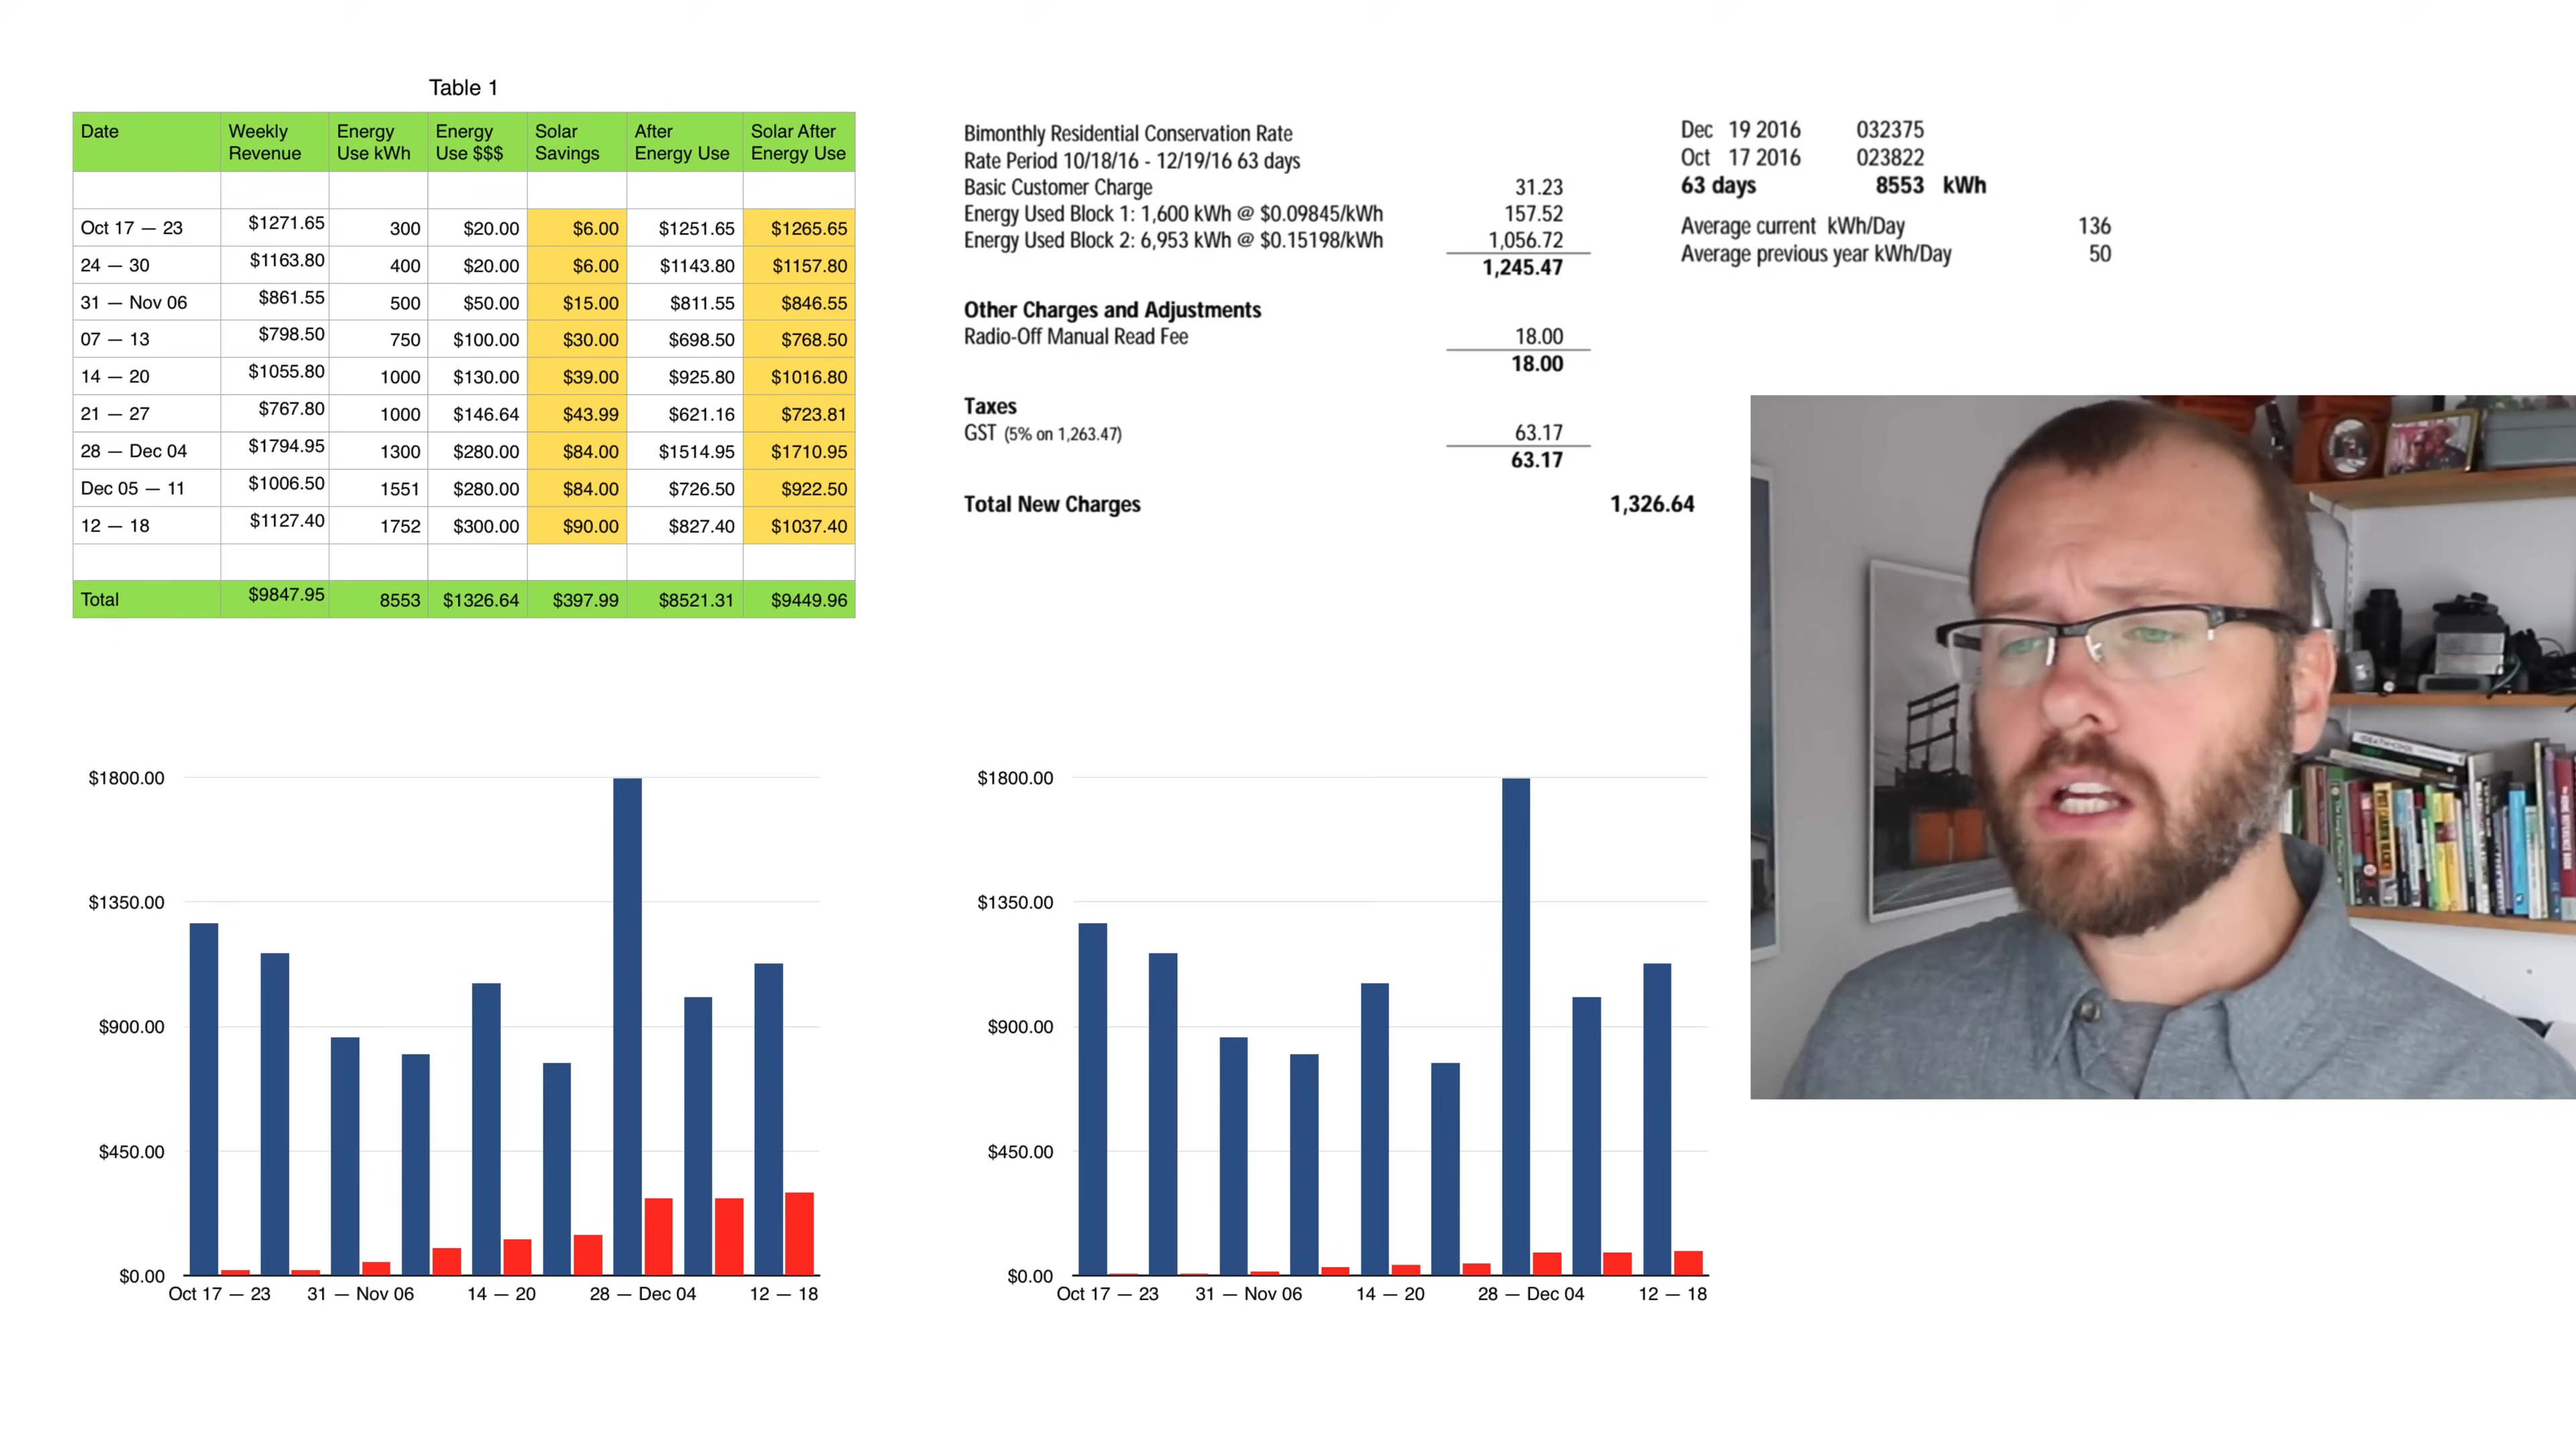 Table 1
Date Weekly Revenue Energy Use kWh Energy Use $$$ Solar Savings After Energy Use Solar After Energy Use
Oct 17 — 23 $1271.65 300 $20.00 $6.00 $1251.65 $1265.65
24 — 30 $1163.80 400 $20.00 $6.00 $1143.80 $1157.80
31 — Nov 06 $861.55 500 $50.00 $15.00 $811.55 $846.55
07 — 13 $798.50 750 $100.00 $30.00 $698.50 $768.50
14 — 20 $1055.80 1000 $130.00 $39.00 $925.80 $1016.80
21 — 27 $767.80 1000 $146.64 $43.99 $621.16 $723.81
28 — Dec 04 $1794.95 1300 $280.00 $84.00 $1514.95 $1710.95
Dec 05 — 11 $1006.50 1551 $280.00 $84.00 $726.50 $922.50
12 — 18 $1127.40 1752 $300.00 $90.00 $827.40 $1037.40
Total $9847.95 8553 $1326.64 $397.99 $8521.31 $9449.96
Bimonthly Residential Conservation Rate
Rate Period 10/18/16 - 12/19/16 63 days
Basic Customer Charge 31.23
Energy Used Block 1: 1,600 kWh @ $0.09845/kWh 157.52
Energy Used Block 2: 6,953 kWh @ $0.15198/kWh 1,056.72
1,245.47
Other Charges and Adjustments
Radio-Off Manual Read Fee 18.00
18.00
Taxes
GST (5% on 1,263.47) 63.17
63.17
Total New Charges 1,326.64
Dec 19 2016 032375
Oct 17 2016 023822
63 days 8553 kWh
Average current kWh/Day 136
Average previous year kWh/Day 50
$1800.00
$1350.00
$900.00
$450.00
$0.00
Oct 17 — 23 31 — Nov 06 14 — 20 28 — Dec 04 12 — 18
$1800.00
$1350.00
$900.00
$450.00
$0.00
Oct 17 — 23 31 — Nov 06 14 — 20 28 — Dec 04 12 — 18